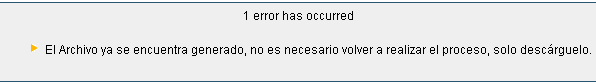 1 error has occurred
El Archivo ya se encuentra generado, no es necesario volver a realizar el proceso, solo descárguelo.